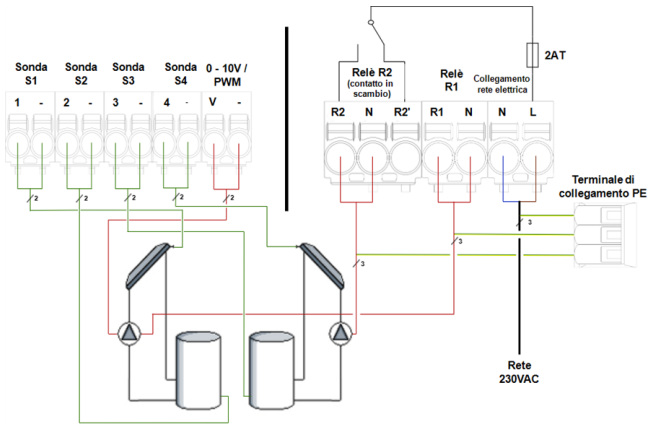 Sonda S1
Sonda S2
Sonda S3
Sonda S4
0 - 10V / PWM
1 -
2 -
3 -
4 -
V -
2
2
2
2
2
Relè R2
(contatto in scambio)
Relè R1
Collegamento rete elettrica
2AT
R2 N R2'
R1 N
N L
Terminale di collegamento PE
3
3
3
Rete
230VAC